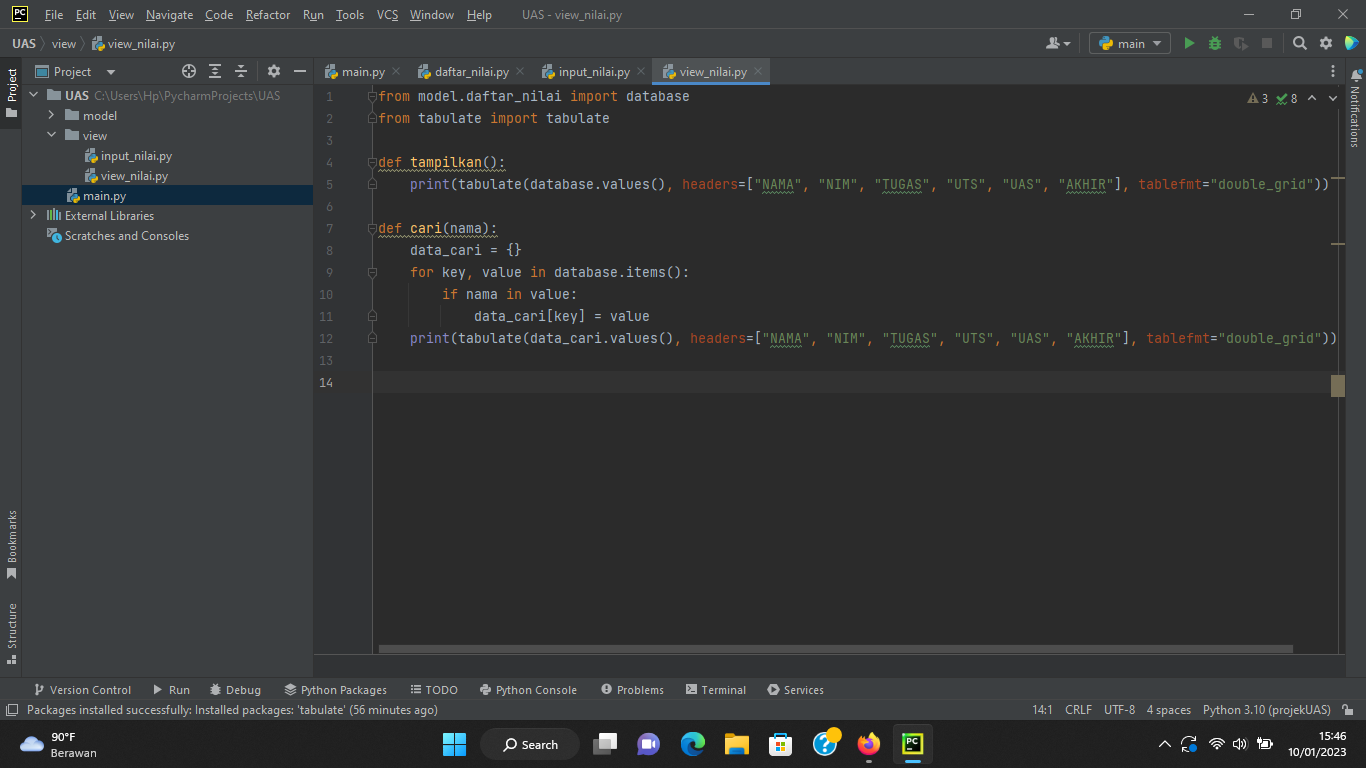 PC File Edit View Navigate Code Refactor Run Tools VCS Window Help UAS - view_nilai.py
UAS view view_nilai.py main
Project
Project
main.py daftar_nilai.py input_nilai.py view_nilai.py
Notifications
UAS C:\Users\Hp\PycharmProjects\UAS
model
view
input_nilai.py
view_nilai.py
main.py
External Libraries
Scratches and Consoles
3 8
1 from model.daftar_nilai import database
2 from tabulate import tabulate
3
4 def tampilkan():
5 print(tabulate(database.values(), headers=["NAMA", "NIM", "TUGAS", "UTS", "UAS", "AKHIR"], tablefmt="double_grid"))
6
7 def cari(nama):
8 data_cari = {}
9 for key, value in database.items():
10 if nama in value:
11 data_cari[key] = value
12 print(tabulate(data_cari.values(), headers=["NAMA", "NIM", "TUGAS", "UTS", "UAS", "AKHIR"], tablefmt="double_grid"))
13
14
Bookmarks
Structure
Version Control Run Debug Python Packages TODO Python Console Problems Terminal Services
Packages installed successfully: Installed packages: 'tabulate' (56 minutes ago) 14:1 CRLF UTF-8 4 spaces Python 3.10 (projekUAS)
90°F
Berawan
Search
PC
15:46
10/01/2023